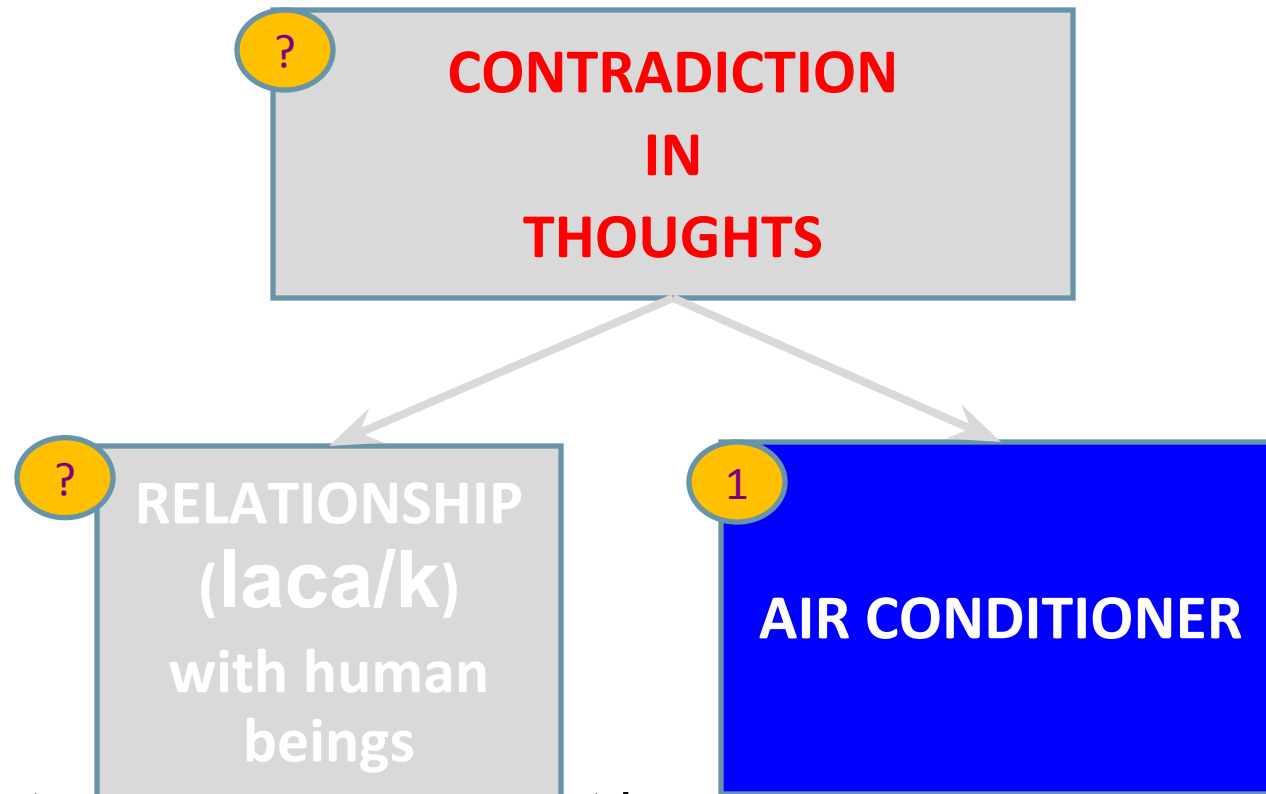 ?
CONTRADICTION
IN
THOUGHTS
?
RELATIONSHIP
(laca/k)
with human
beings
1
AIR CONDITIONER